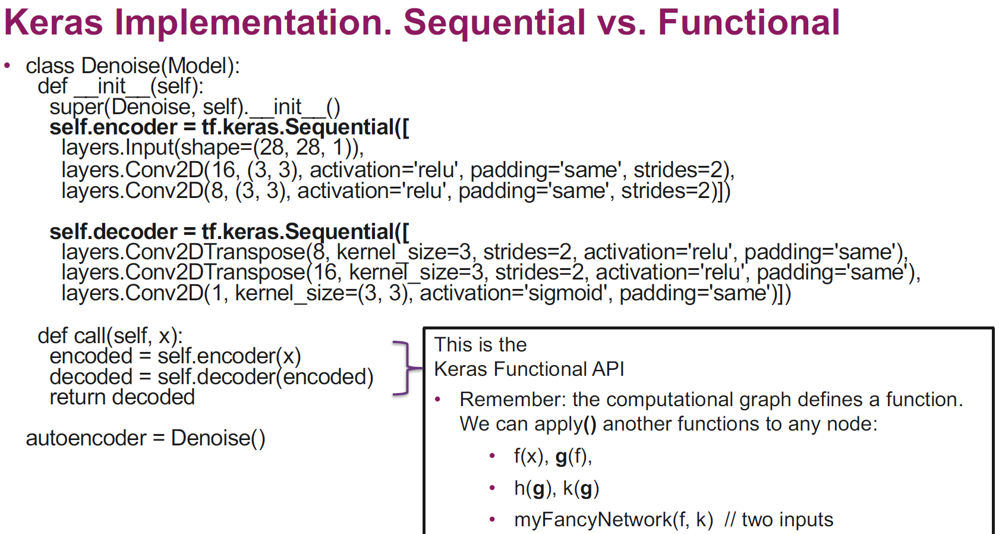 Keras Implementation. Sequential vs. Functional
• class Denoise(Model):
def __init__(self):
super(Denoise, self).__init__()
self.encoder = tf.keras.Sequential([
layers.Input(shape=(28, 28, 1)),
layers.Conv2D(16, (3, 3), activation='relu', padding='same', strides=2),
layers.Conv2D(8, (3, 3), activation='relu', padding='same', strides=2)])
self.decoder = tf.keras.Sequential([
layers.Conv2DTranspose(8, kernel_size=3, strides=2, activation='relu', padding='same'),
layers.Conv2DTranspose(16, kernel_size=3, strides=2, activation='relu', padding='same'),
layers.Conv2D(1, kernel_size=(3, 3), activation='sigmoid', padding='same')])
def call(self, x):
encoded = self.encoder(x)
decoded = self.decoder(encoded)
return decoded
autoencoder = Denoise()
This is the
Keras Functional API
• Remember: the computational graph defines a function.
We can apply() another functions to any node:
• f(x), g(f),
• h(g), k(g)
• myFancyNetwork(f, k) // two inputs